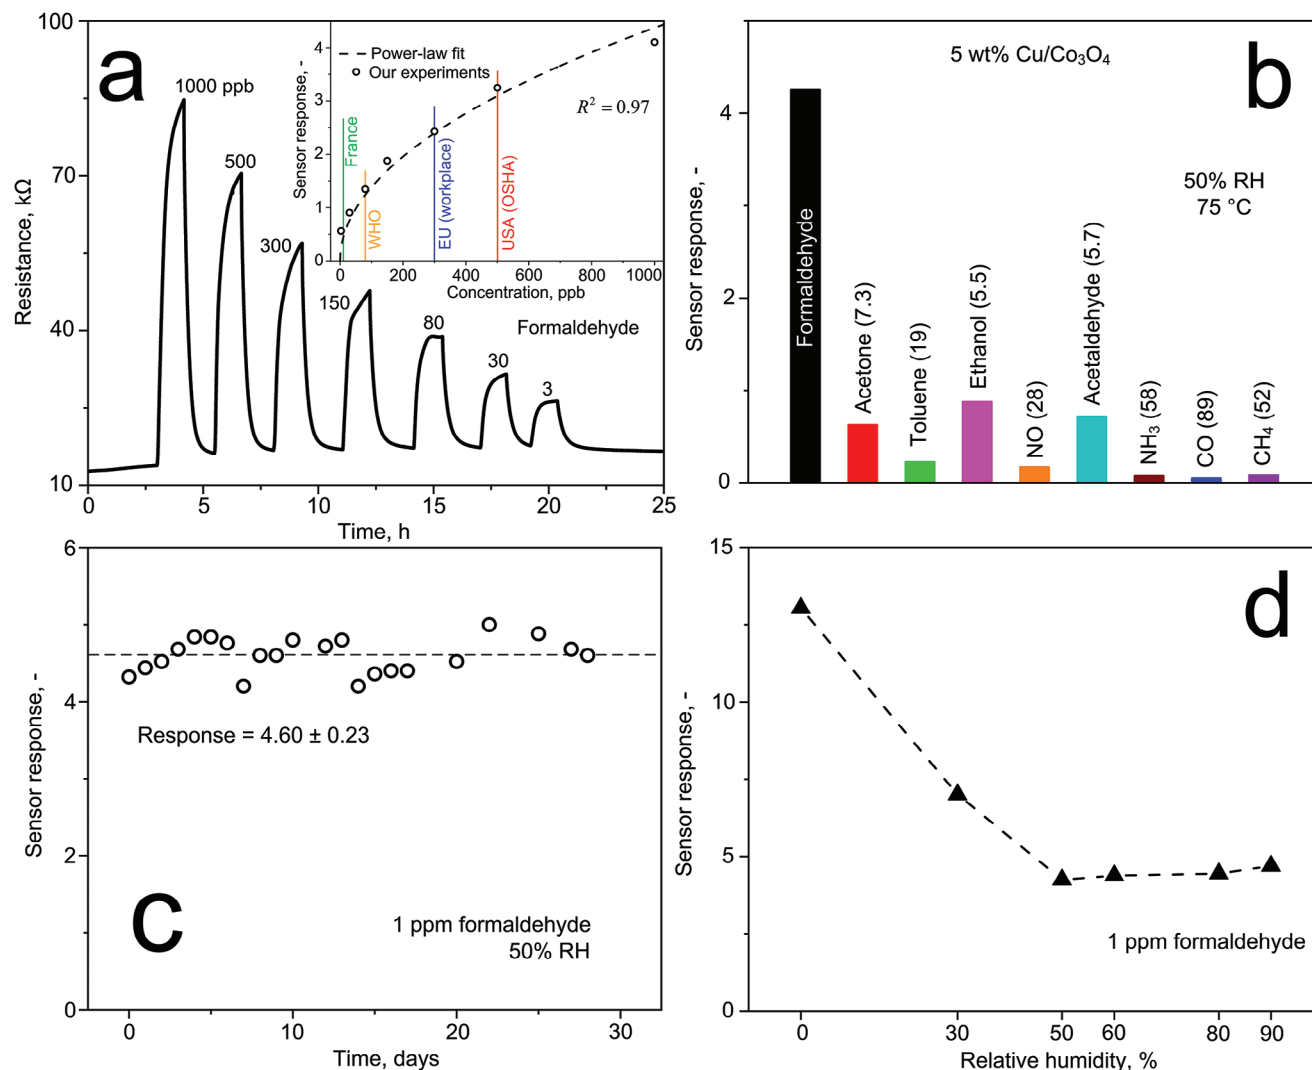 a
100
70
40
10
Resistance, kΩ
0
5
10
15
20
25
Time, h
1000 ppb
500
300
150
80
30
3
Formaldehyde
4
3
2
1
0
Sensor response, -
Power-law fit
Our experiments
R² = 0.97
France
WHO
EU (workplace)
USA (OSHA)
0
200
400
600
800
1000
Concentration, ppb
b
5 wt% Cu/Co₃O₄
50% RH
75 °C
4
2
0
Sensor response, -
Formaldehyde
Acetone (7.3)
Toluene (19)
Ethanol (5.5)
NO (28)
Acetaldehyde (5.7)
NH₃ (58)
CO (89)
CH₄ (52)
c
6
4
2
0
Sensor response, -
Response = 4.60 ± 0.23
1 ppm formaldehyde
50% RH
0
10
20
30
Time, days
d
15
10
5
0
Sensor response, -
1 ppm formaldehyde
0
30
50
60
80
90
Relative humidity, %